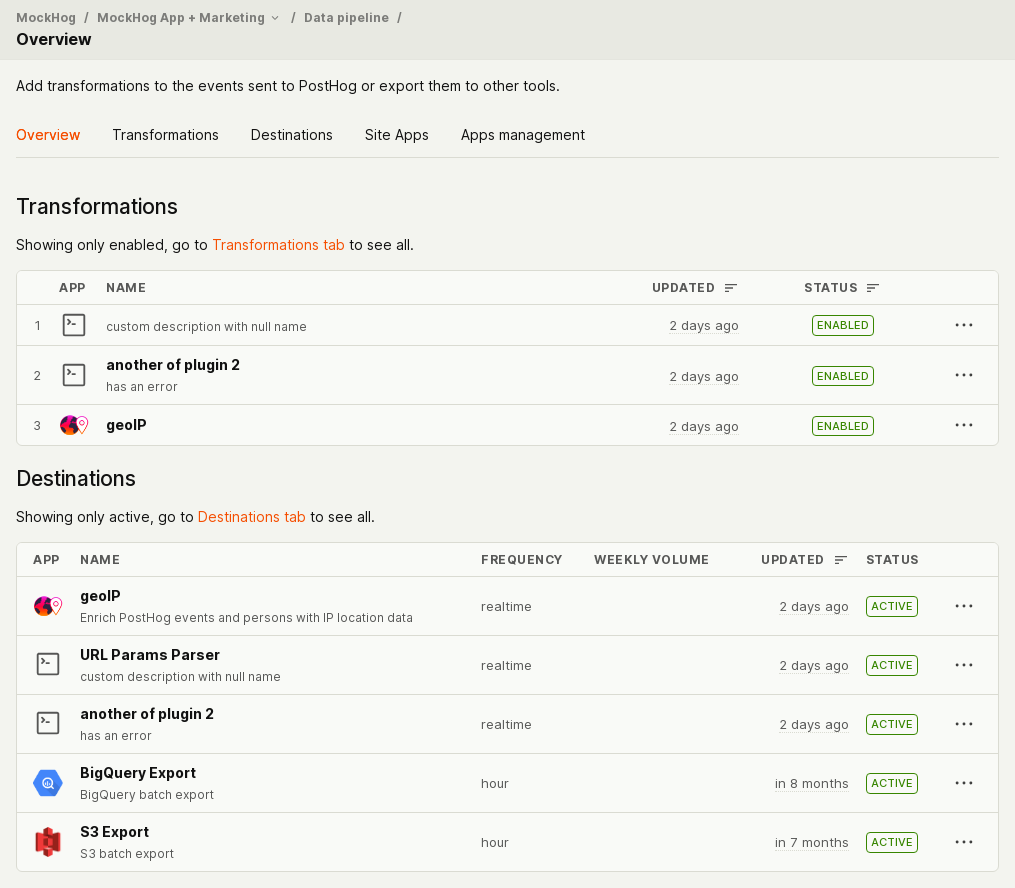 MockHog / MockHog App + Marketing / Data pipeline /
Overview
Add transformations to the events sent to PostHog or export them to other tools.
Overview Transformations Destinations Site Apps Apps management
Transformations
Showing only enabled, go to Transformations tab to see all.
APP NAME UPDATED STATUS
1 custom description with null name 2 days ago ENABLED
another of plugin 2
2 2 days ago ENABLED
has an error
3 geoIP 2 days ago ENABLED
Destinations
Showing only active, go to Destinations tab to see all.
APP NAME FREQUENCY WEEKLY VOLUME UPDATED STATUS
geoIP
realtime 2 days ago ACTIVE
Enrich PostHog events and persons with IP location data
URL Params Parser
realtime 2 days ago ACTIVE
custom description with null name
another of plugin 2
realtime 2 days ago ACTIVE
has an error
BigQuery Export
hour in 8 months ACTIVE
BigQuery batch export
S3 Export
hour in 7 months ACTIVE
S3 batch export